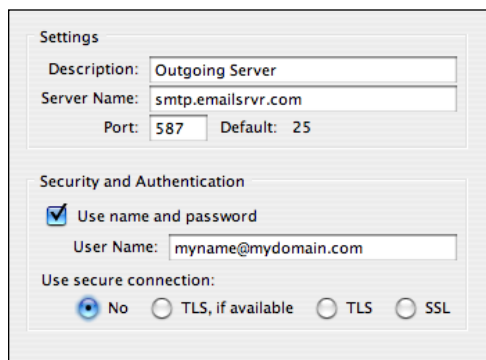 Settings
Description: Outgoing Server
Server Name: smtp.emailsrvr.com
Port: 587 Default: 25
Security and Authentication
Use name and password
User Name: myname@mydomain.com
Use secure connection:
No TLS, if available TLS SSL